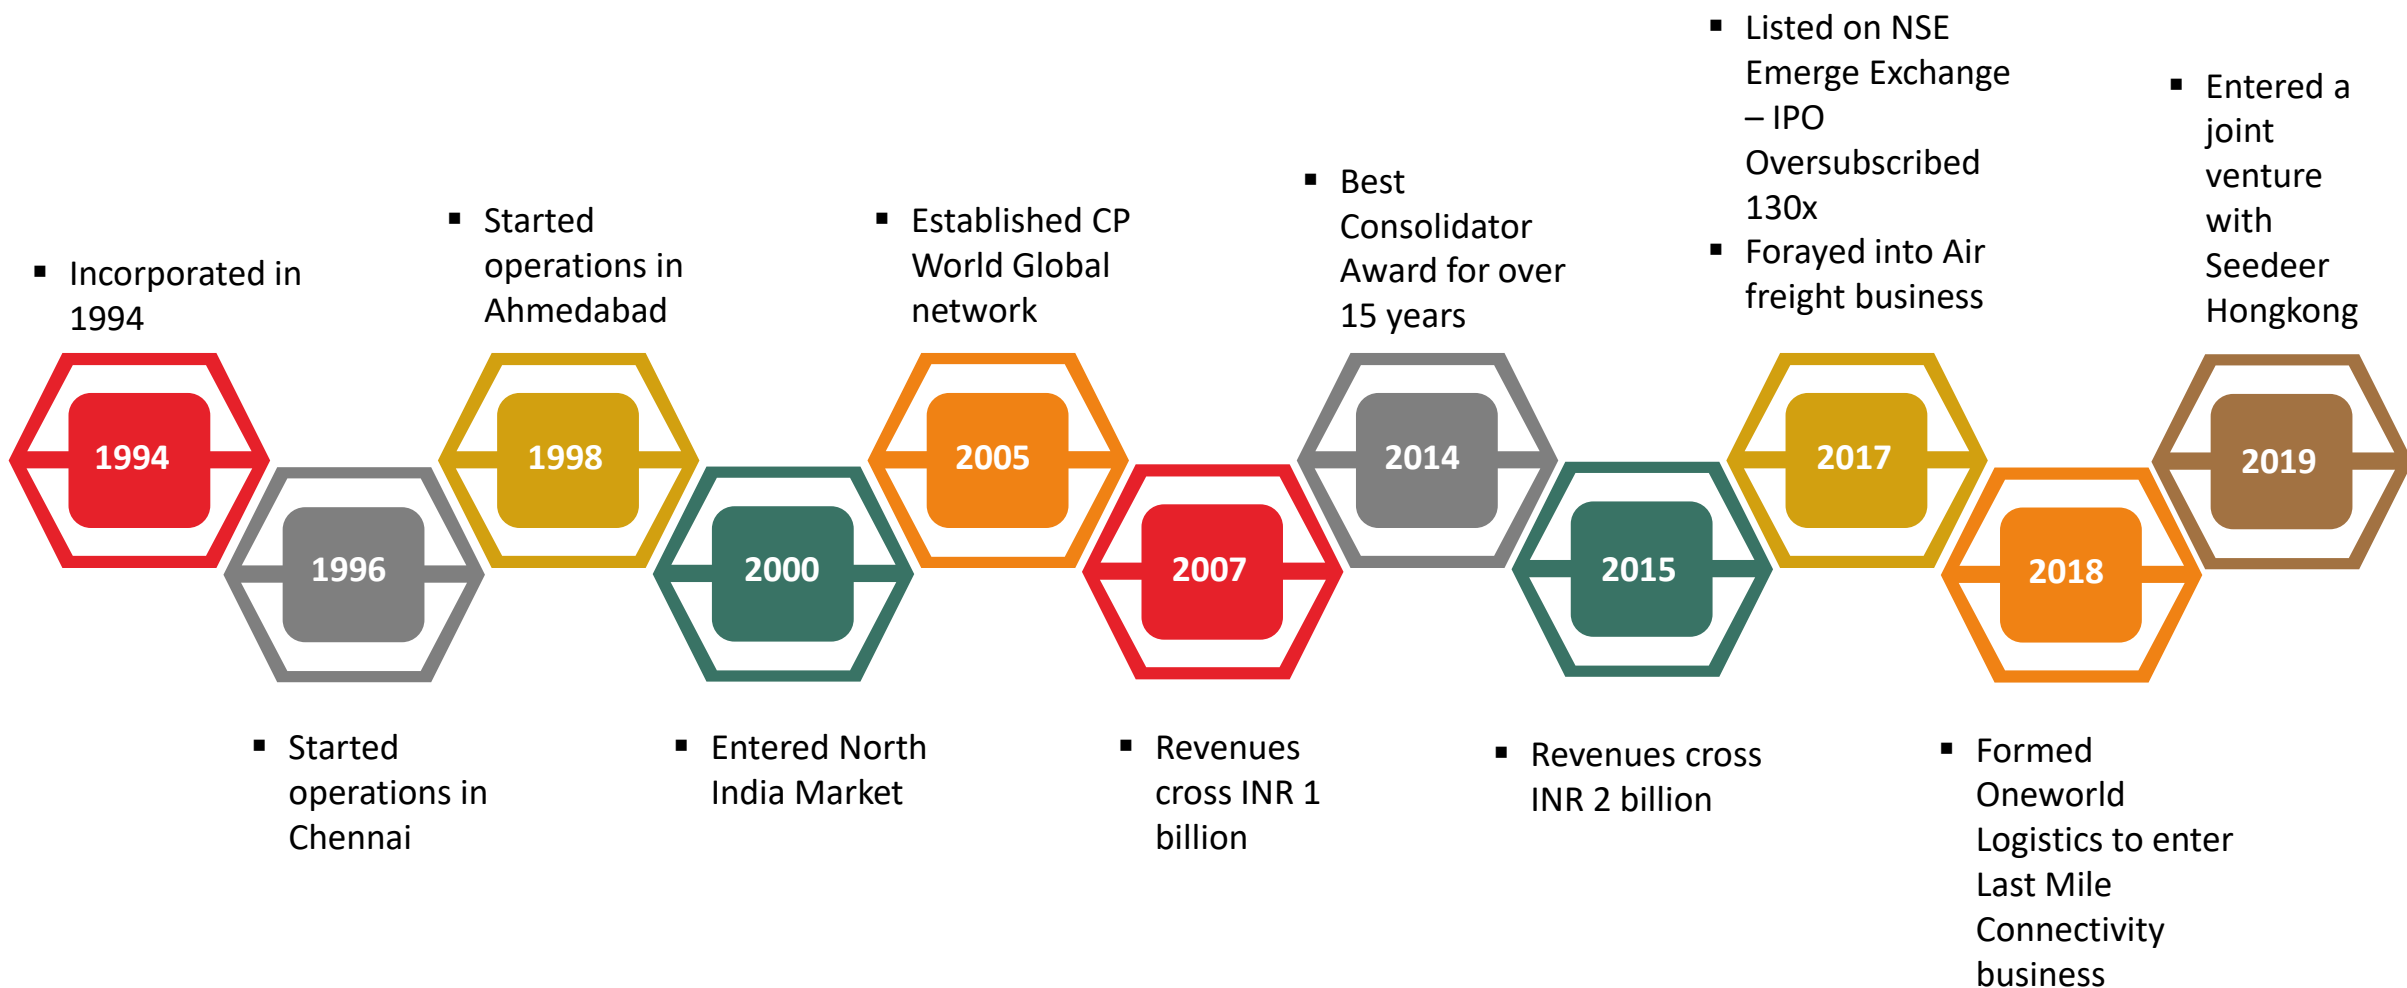 ▪ Incorporated in
1994
1994
1996
▪ Started
operations in
Chennai
▪ Started
operations in
Ahmedabad
1998
2000
▪ Entered North
India Market
▪ Established CP
World Global
network
2005
2007
▪ Revenues
cross INR 1
billion
▪ Best
Consolidator
Award for over
15 years
2014
2015
▪ Revenues cross
INR 2 billion
▪ Listed on NSE
Emerge Exchange
– IPO
Oversubscribed
130x
▪ Forayed into Air
freight business
2017
2018
▪ Formed
Oneworld
Logistics to enter
Last Mile
Connectivity
business
▪ Entered a
joint
venture
with
Seedeer
Hongkong
2019